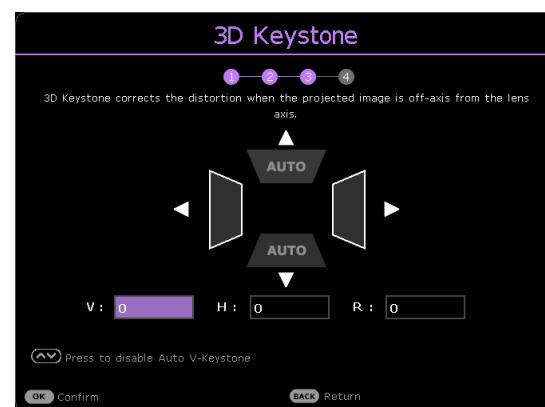 3D Keystone
1 2 3 4
3D Keystone corrects the distortion when the projected image is off-axis from the lens
axis.
AUTO
AUTO
V: 0 H: 0 R: 0
Press to disable Auto V-Keystone
OK Confirm BACK Return